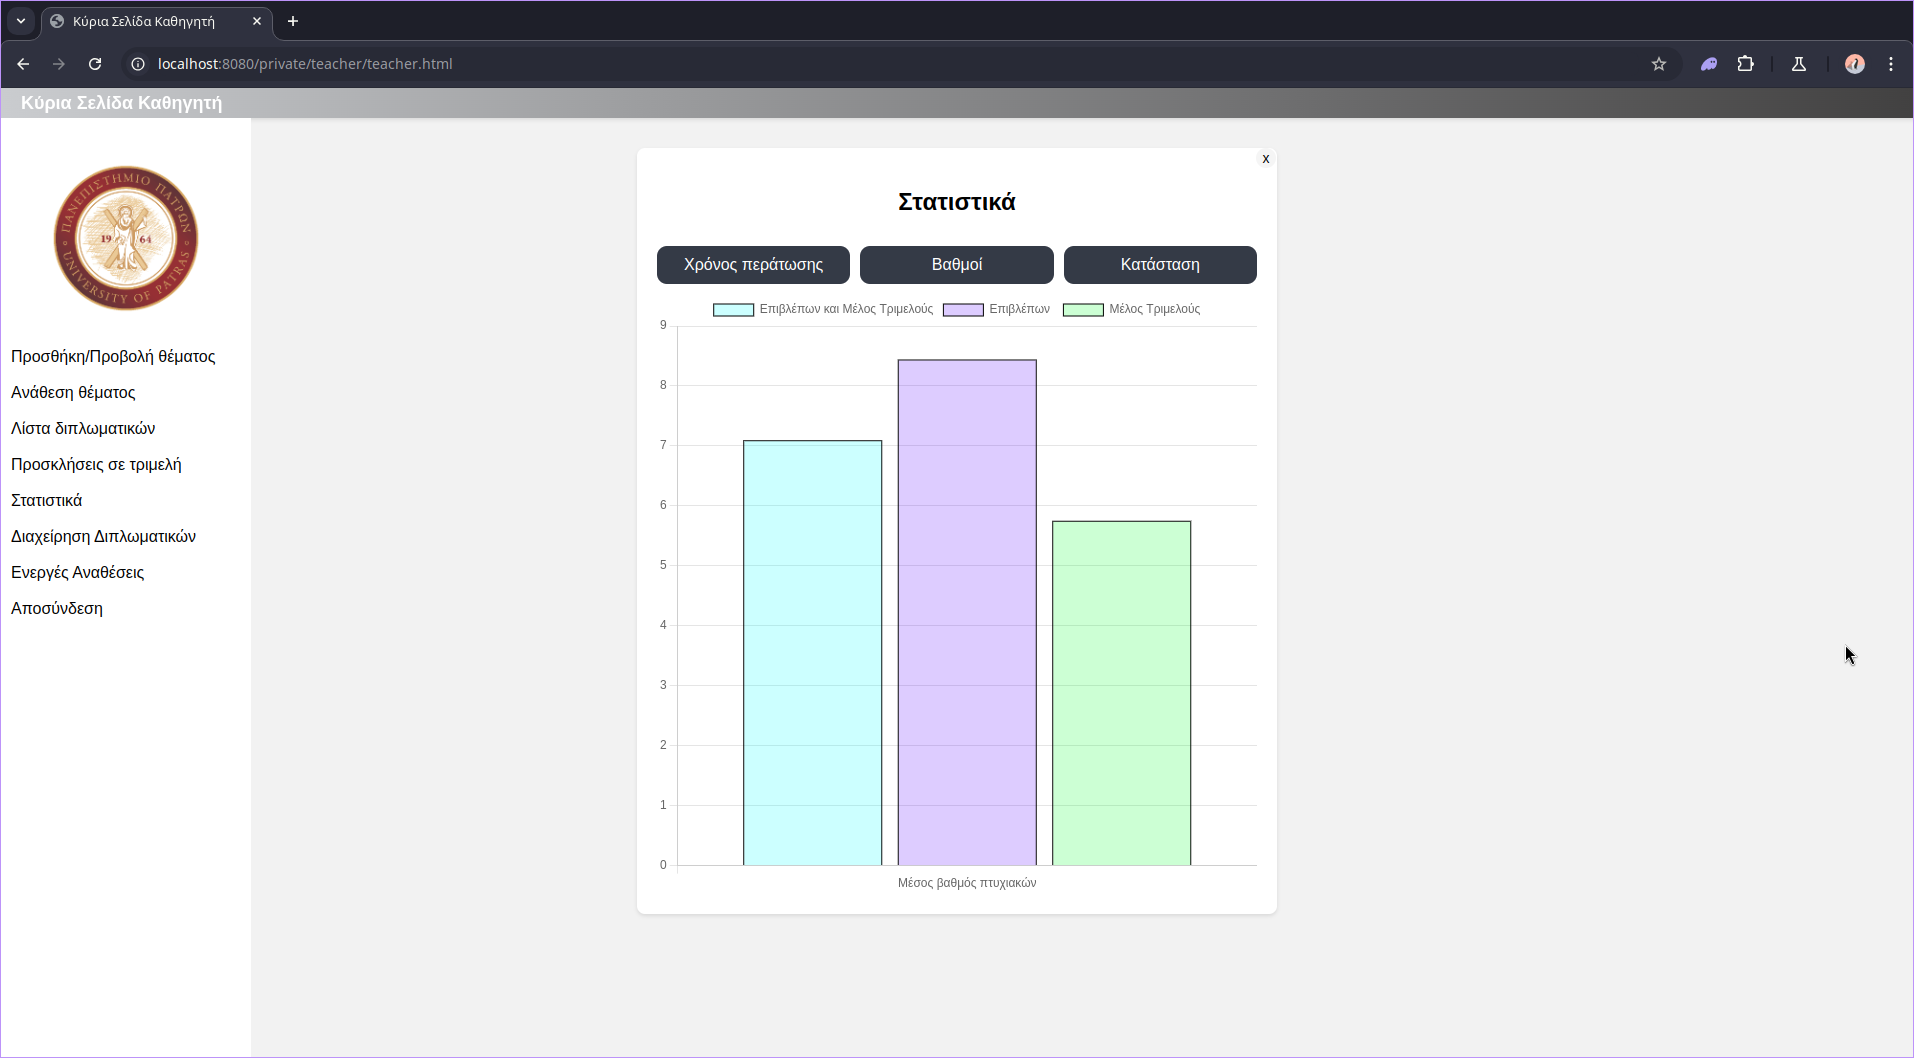 Κύρια Σελίδα Καθηγητή
localhost:8080/private/teacher/teacher.html
Κύρια Σελίδα Καθηγητή
ΠΑΝΕΠΙΣΤΗΜΙΟ ΠΑΤΡΩΝ
19 64
UNIVERSITY OF PATRAS
Προσθήκη/Προβολή θέματος
Ανάθεση θέματος
Λίστα διπλωματικών
Προσκλήσεις σε τριμελή
Στατιστικά
Διαχείρηση Διπλωματικών
Ενεργές Αναθέσεις
Αποσύνδεση
x
Στατιστικά
Χρόνος περάτωσης Βαθμοί Κατάσταση
Επιβλέπων και Μέλος Τριμελούς Επιβλέπων Μέλος Τριμελούς
9
8
7
6
5
4
3
2
1
0
Μέσος βαθμός πτυχιακών